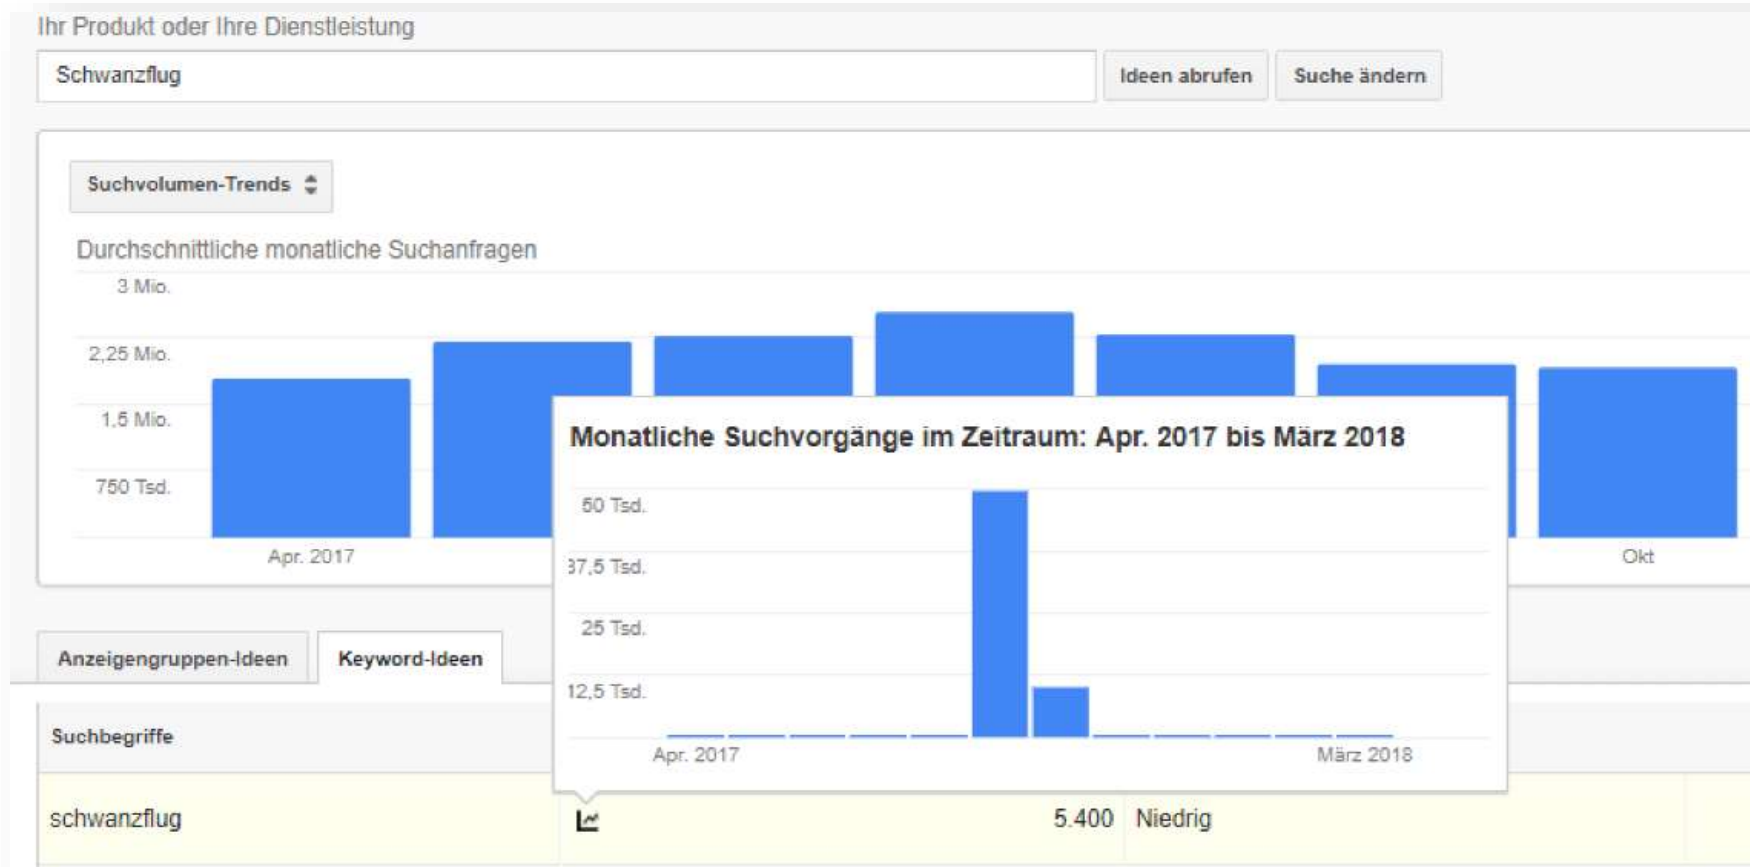 Ihr Produkt oder Ihre Dienstleistung
Schwanzflug
Ideen abrufen
Suche ändern
Suchvolumen-Trends
Durchschnittliche monatliche Suchanfragen
3 Mio.
2,25 Mio.
1,5 Mio.
750 Tsd.
Apr. 2017
Okt
Monatliche Suchvorgänge im Zeitraum: Apr. 2017 bis März 2018
50 Tsd.
37,5 Tsd.
25 Tsd.
12,5 Tsd.
Apr. 2017
März 2018
Anzeigengruppen-Ideen
Keyword-Ideen
Suchbegriffe
schwanzflug
5.400
Niedrig